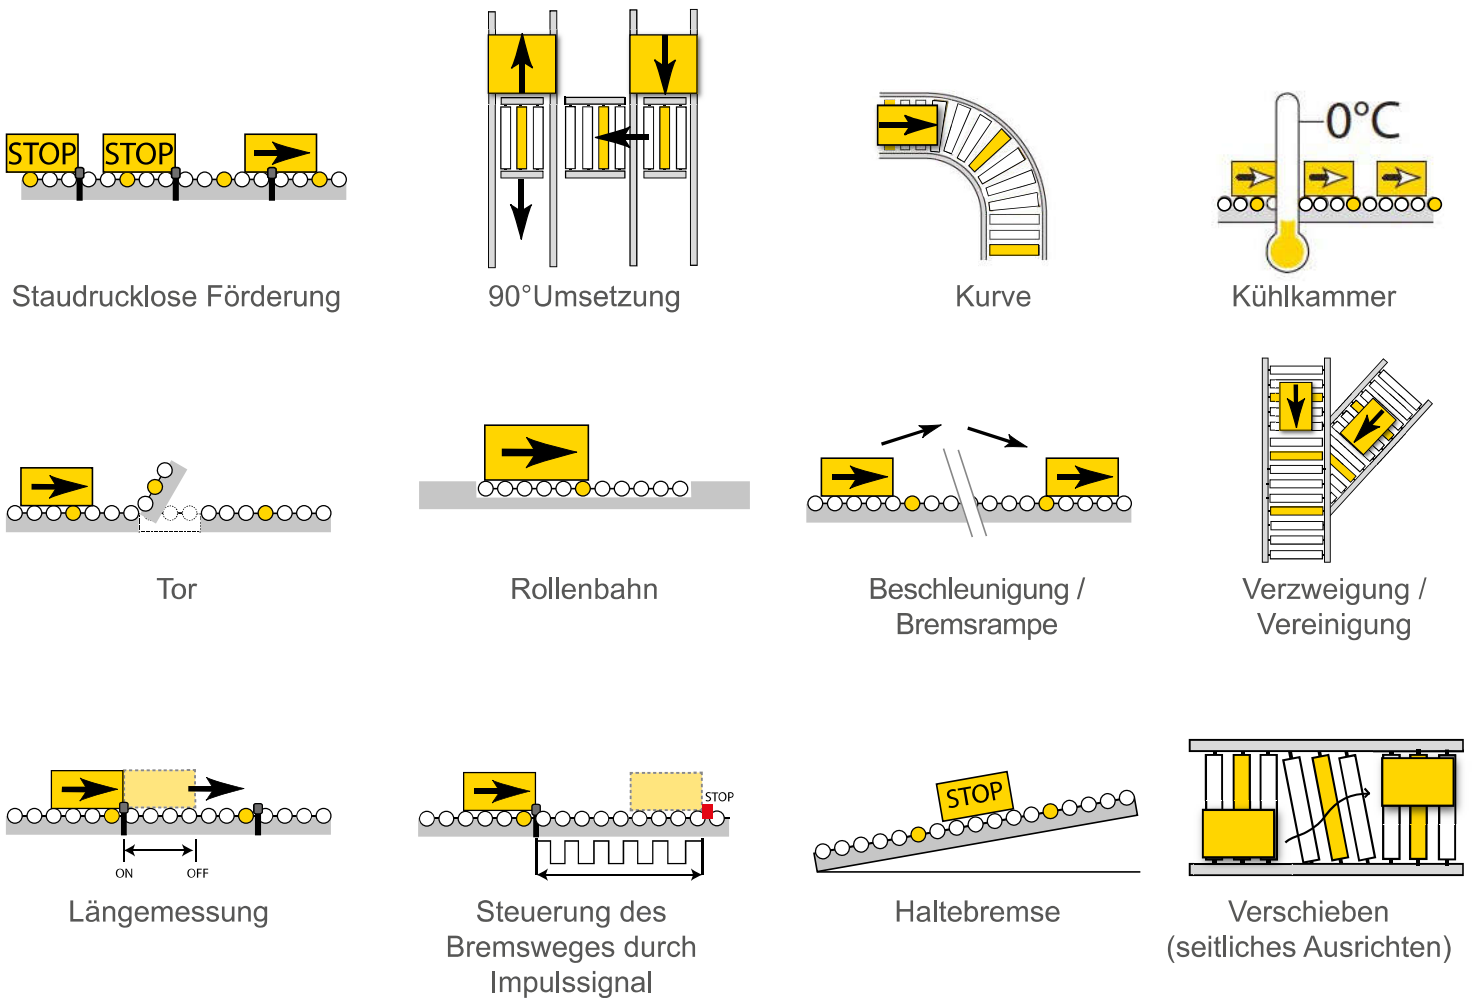 STOP STOP
0°C
Staudrucklose Förderung
90°Umsetzung
Kurve
Kühlkammer
Tor
Rollenbahn
Beschleunigung /
Bremsrampe
Verzweigung /
Vereinigung
ON OFF
Längemessung
STOP
Steuerung des
Bremsweges durch
Impulssignal
STOP
Haltebremse
Verschieben
(seitliches Ausrichten)